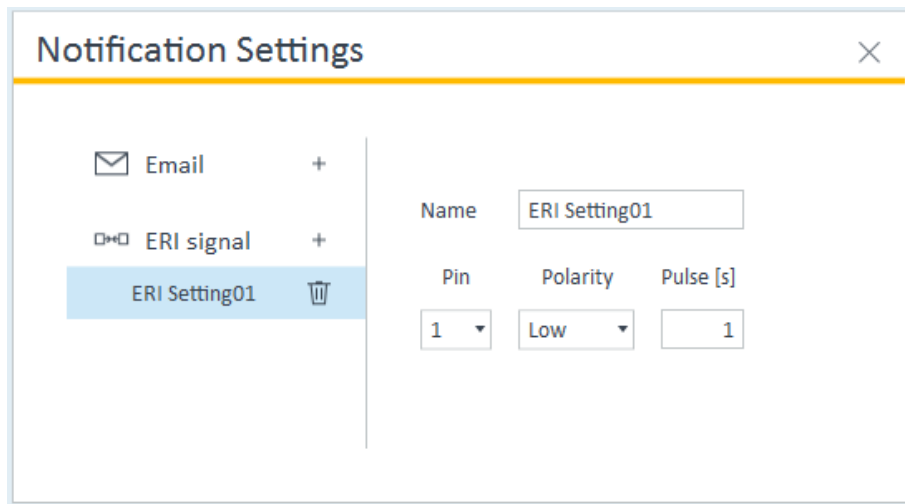 Notification Settings
Email +
ERI signal +
ERI Setting01
Name ERI Setting01
Pin Polarity Pulse [s]
1 Low 1